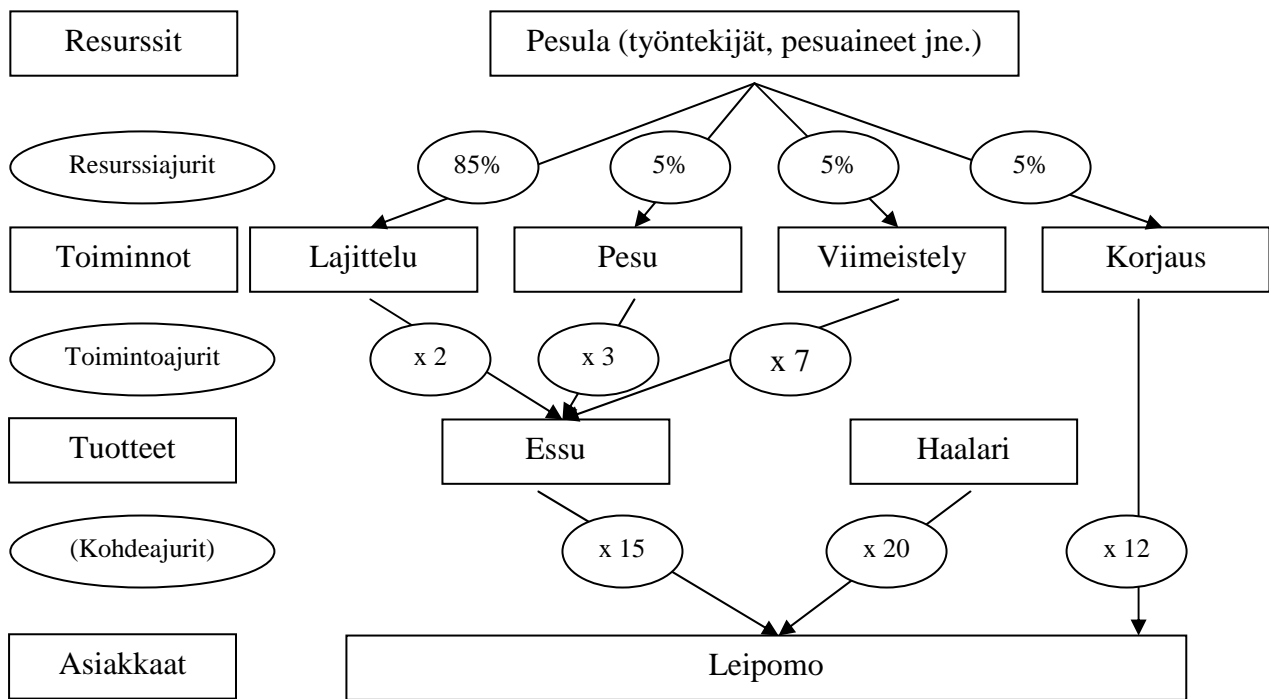 Resurssit
Pesula (työntekijät, pesuaineet jne.)
Resurssiajurit
85%
5%
5%
5%
Toiminnot
Lajittelu
Pesu
Viimeistely
Korjaus
Toimintoajurit
x 2
x 3
x 7
Tuotteet
Essu
Haalari
(Kohdeajurit)
x 15
x 20
x 12
Asiakkaat
Leipomo